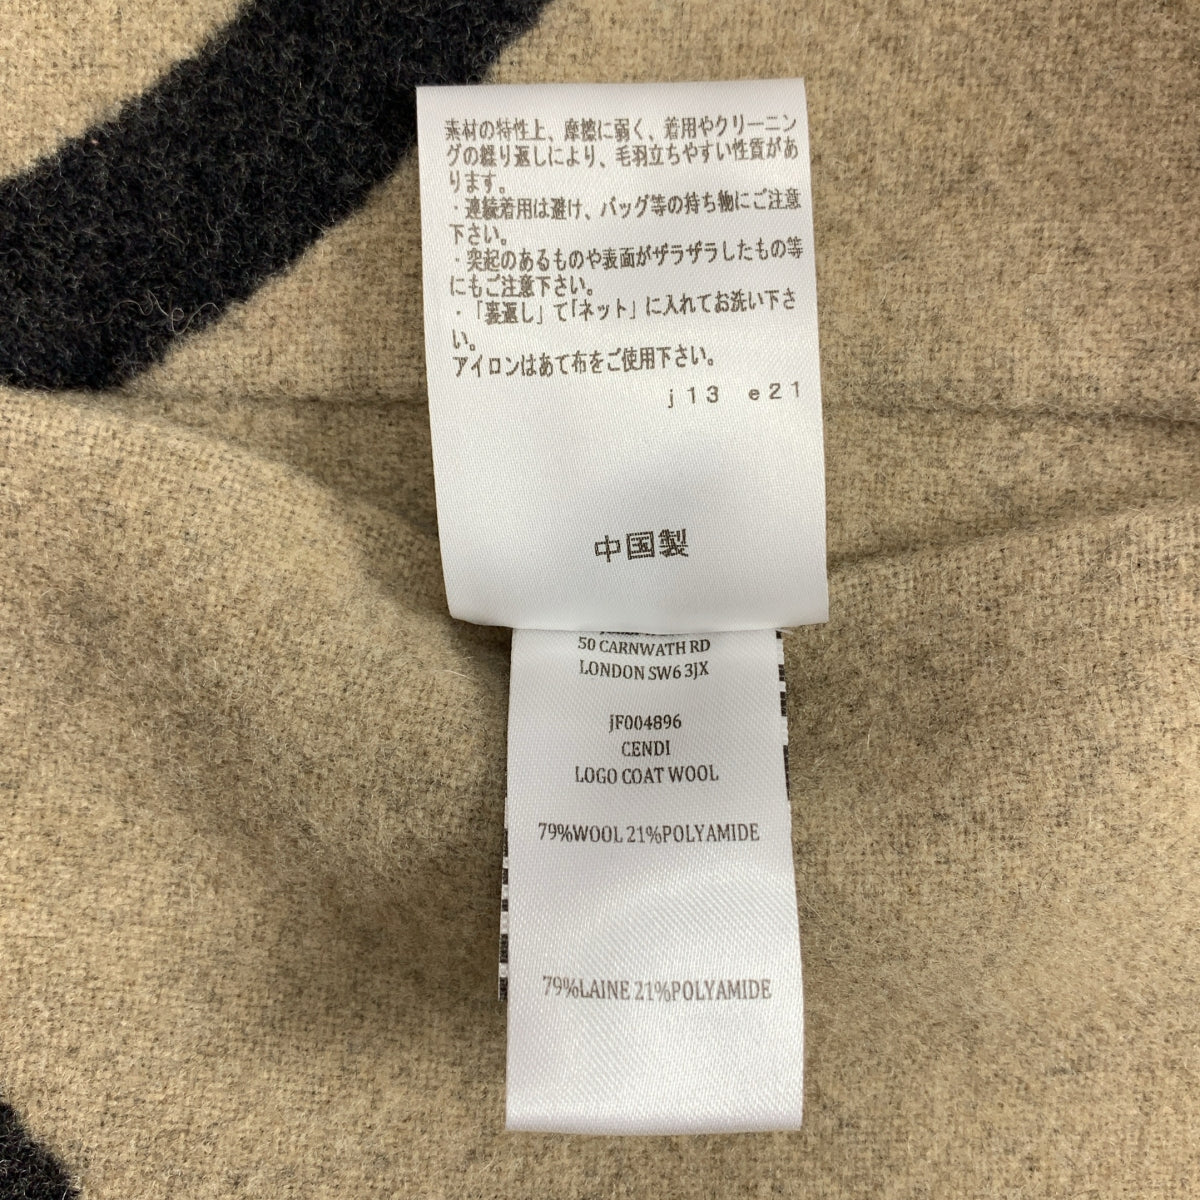 素材の特性上、摩擦に弱く、着用やクリーニン
グの繰り返しにより、毛羽立ちやすい性質があ
ります。
・連続着用は避け、バッグ等の持ち物にご注意
下さい。
・突起のあるものや表面がザラザラしたもの等
にもご注意下さい。
・「裏返し」で「ネット」に入れてお洗い下さ
い。
アイロンはあて布をご使用下さい。
j13 e21
中国製
50 CARNWATH RD
LONDON SW6 3JX
JF004896
CENDI
LOGO COAT WOOL
79%WOOL 21%POLYAMIDE
79%LAINE 21%POLYAMIDE